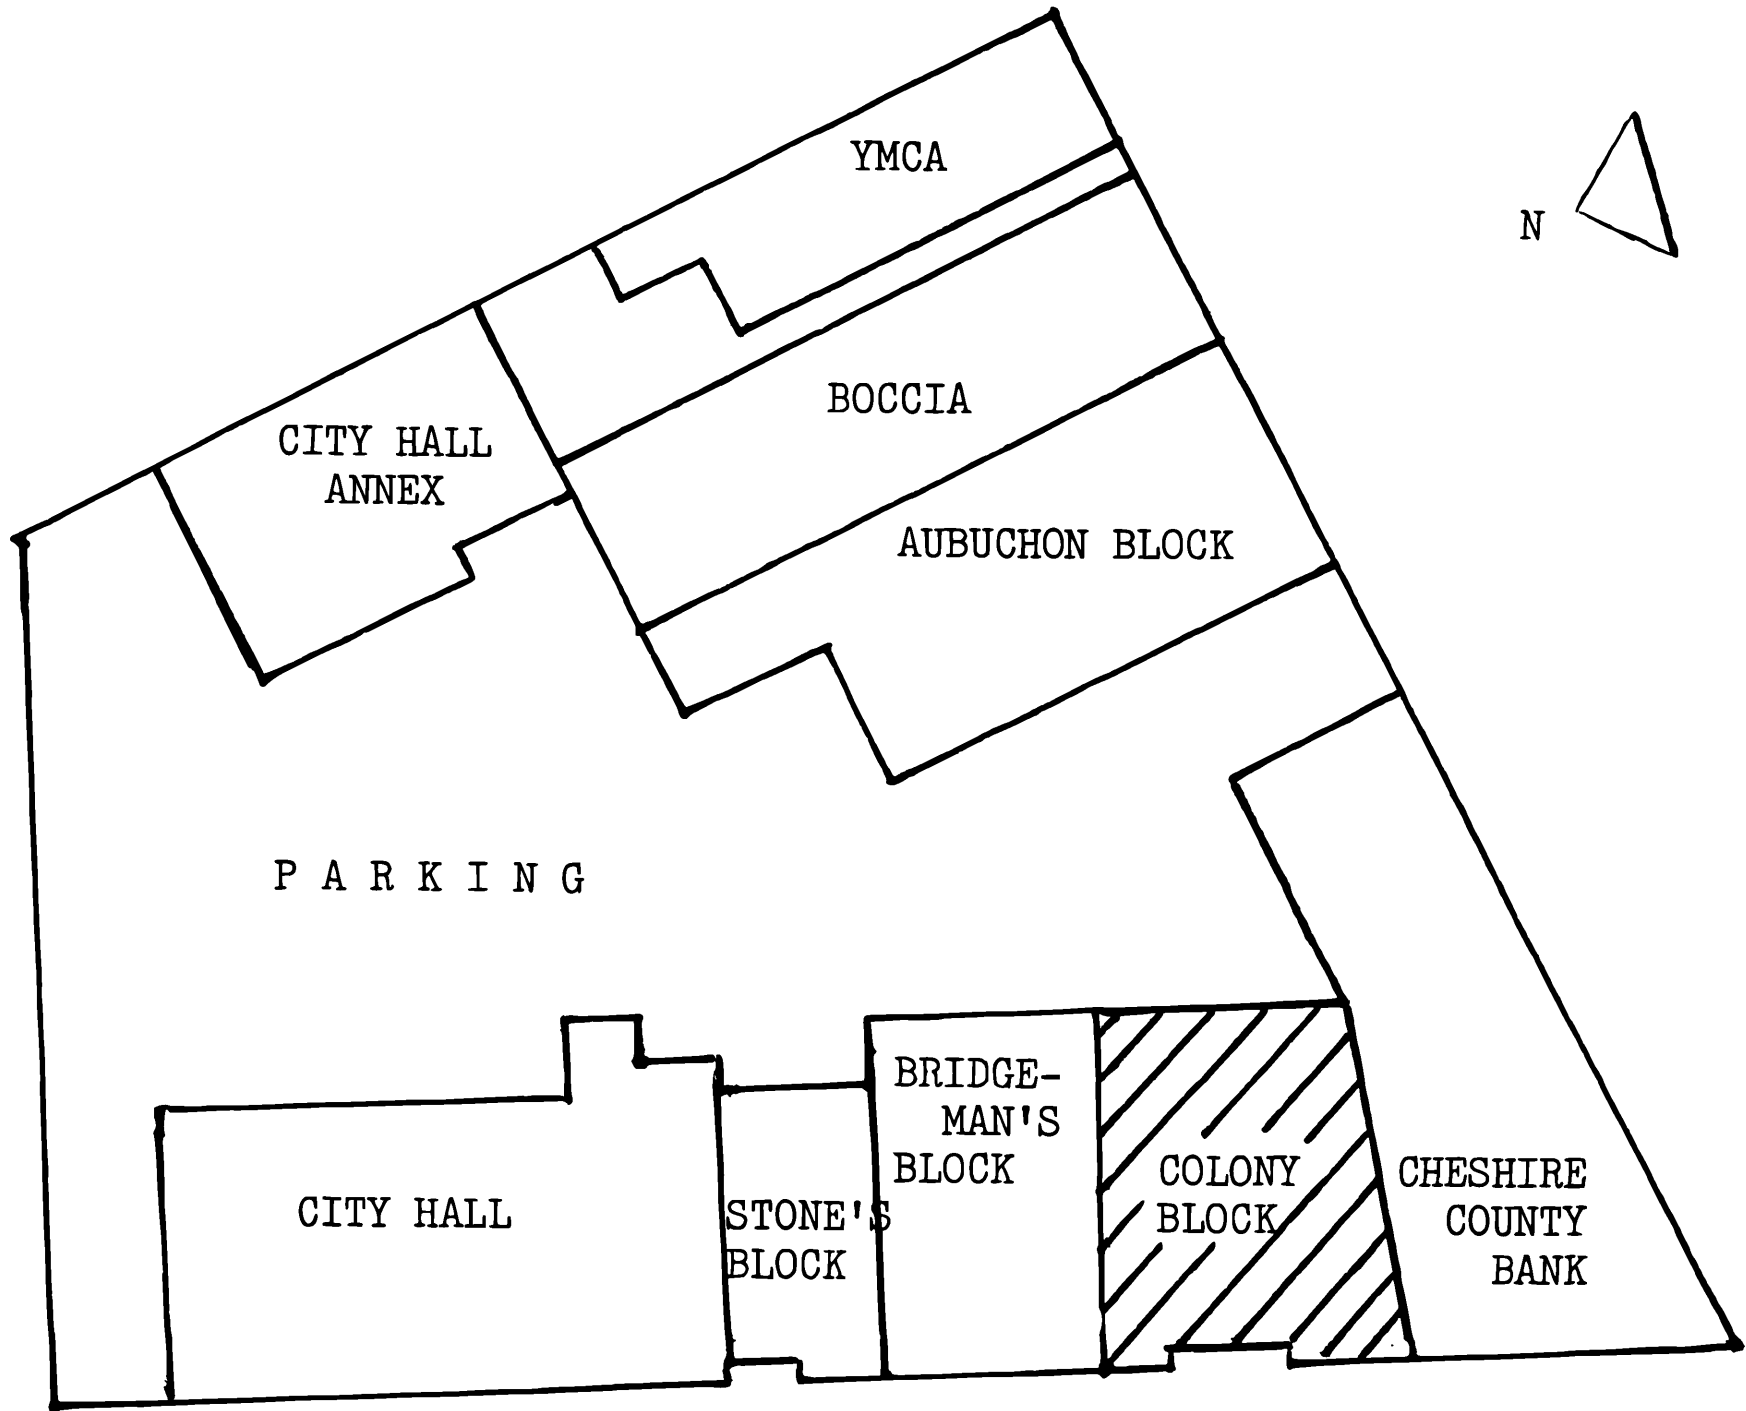 YMCA
N
BOCCIA
CITY HALL
ANNEX
AUBUCHON BLOCK
PARKING
CITY HALL
STONE'S
BLOCK
BRIDGE-
MAN'S
BLOCK
COLONY
BLOCK
CHESHIRE
COUNTY
BANK